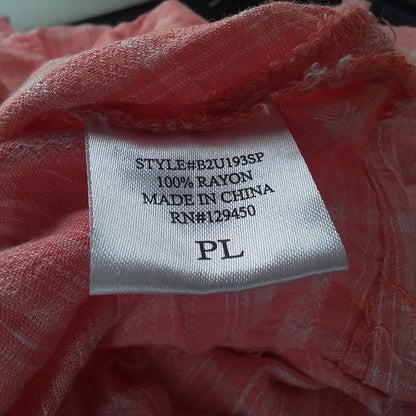 STYLE#B2U193SP
100% RAYON
MADE IN CHINA
RN#129450
PL